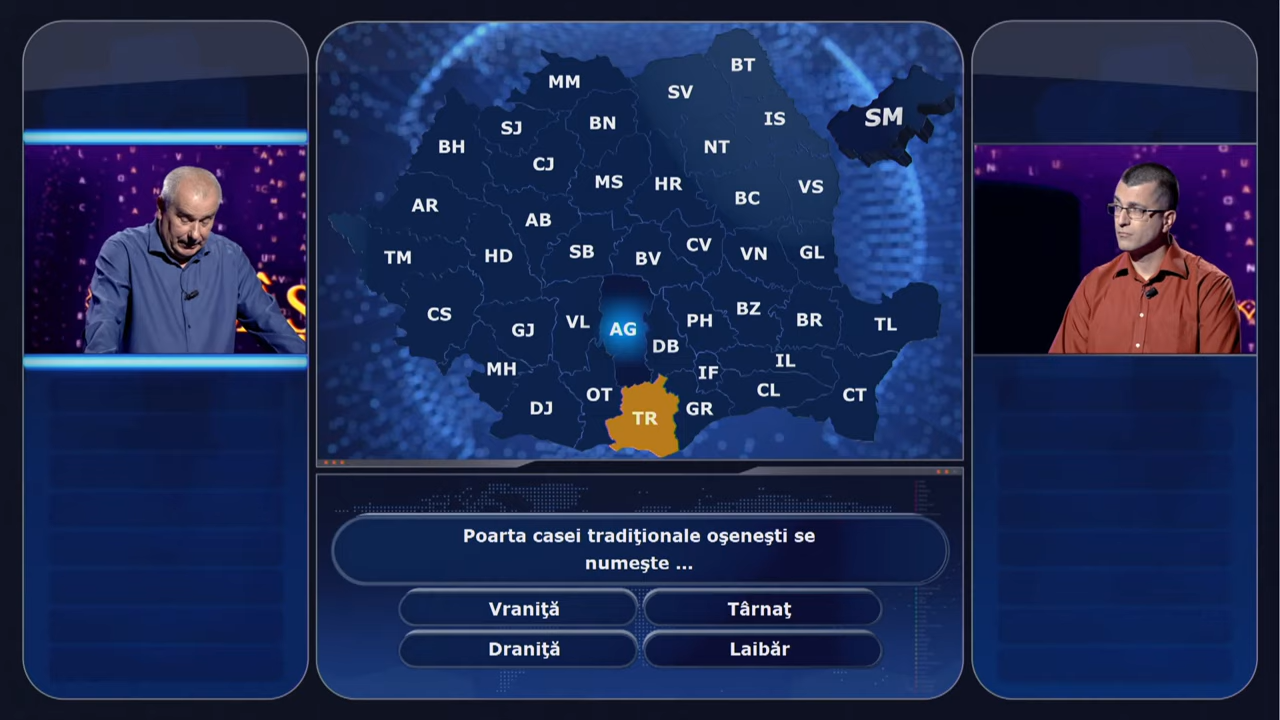 BT
MM
SV
SM
IS
BN
SJ
BH
NT
CJ
MS
HR
VS
BC
AR
AB
CV
SB
VN
GL
HD
TM
BV
BZ
CS
PH
BR
VL
TL
AG
GJ
DB
IL
MH
IF
CL
OT
CT
DJ
GR
TR
Poarta casei tradiţionale oşeneşti se
numeşte ...
Vraniţă
Târnaţ
Draniţă
Laibăr